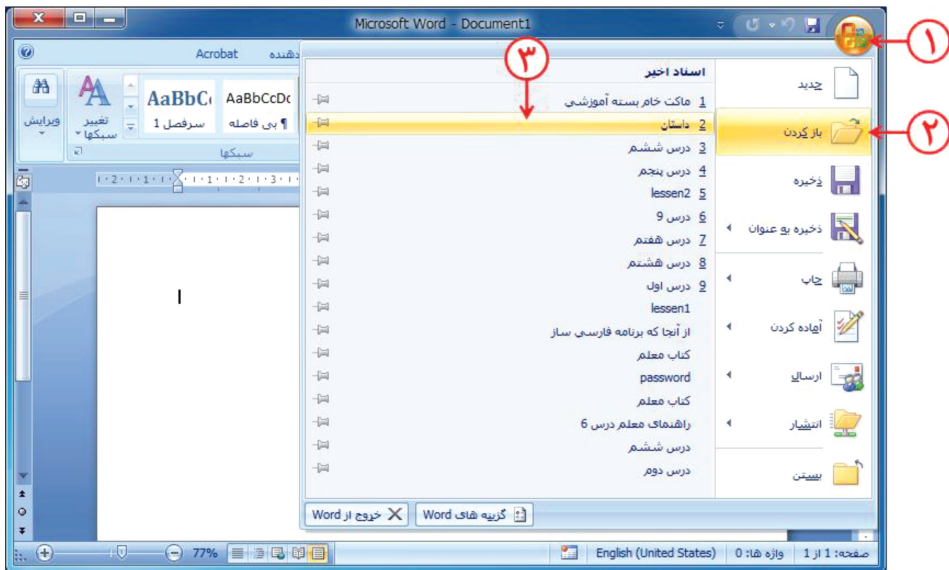 Microsoft Word - Document1
Acrobat
دهنده
ویرایش
تغییر سبکها
AaBbC
سرفصل 1
AaBbCcDc
¶ بی فاصله
سبکها
۱
۲
۳
جدید
باز کردن
ذخیره
ذخیره به عنوان
چاپ
آماده کردن
ارسال
انتشار
بستن
اسناد اخیر
1 ماکت خام بسته آموزشی
2 داستان
3 درس ششم
4 درس پنجم
5 lessen2
6 درس 9
7 درس هفتم
8 درس هشتم
9 درس اول
lessen1
از آنجا که برنامه فارسی ساز
کتاب معلم
password
کتاب معلم
راهنمای معلم درس 6
درس ششم
درس دوم
گزینه های Word
خروج از Word
صفحه: 1 از 1
واژه ها: 0
English (United States)
77%